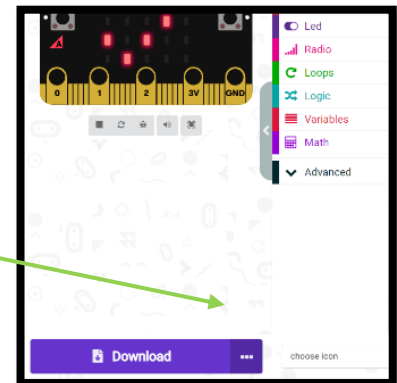 Led
Radio
0 1 2 3V GND
Loops
Logic
Variables
Math
Advanced
Download ...
choose icon